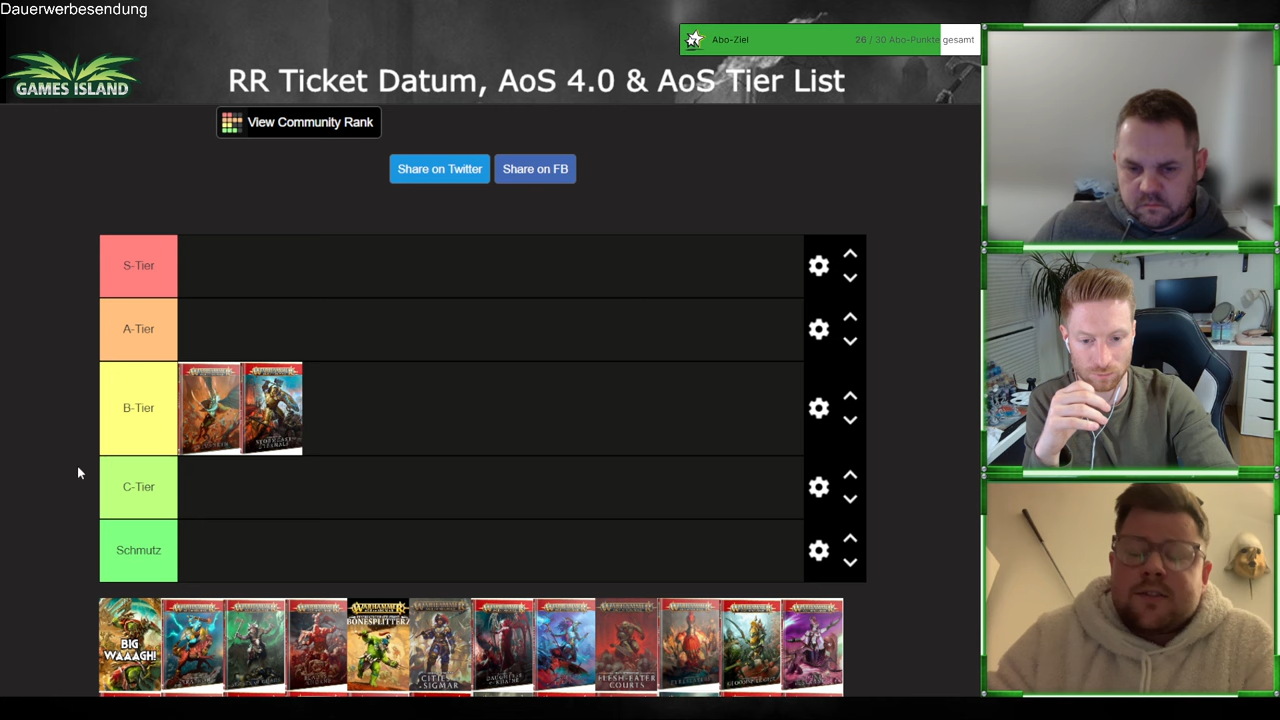 Dauerwerbesendung
GAMES ISLAND
RR Ticket Datum, AoS 4.0 & AoS Tier List
Abo-Ziel
26 / 30 Abo-Punkte gesamt
View Community Rank
Share on Twitter
Share on FB
S-Tier
A-Tier
B-Tier
C-Tier
Schmutz
BIG
WAAAGH!
WARHAMMER
BONESPLITTERZ
CITIES
SIGMAR
FLESH-EATER
COURTS